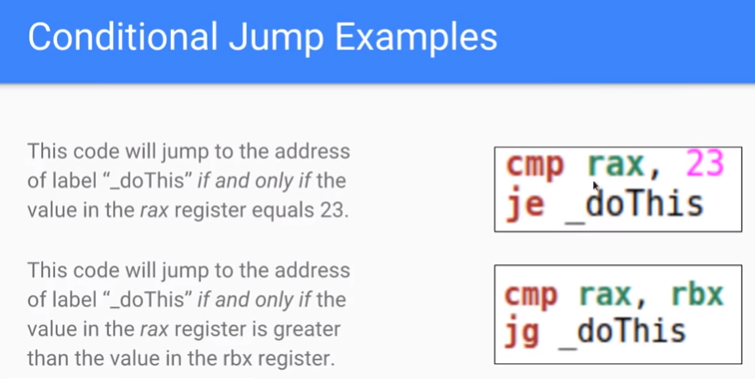 Conditional Jump Examples
This code will jump to the address
of label “_doThis” if and only if the
value in the rax register equals 23.
cmp rax, 23
je _doThis
This code will jump to the address
of label “_doThis” if and only if the
value in the rax register is greater
than the value in the rbx register.
cmp rax, rbx
jg _doThis